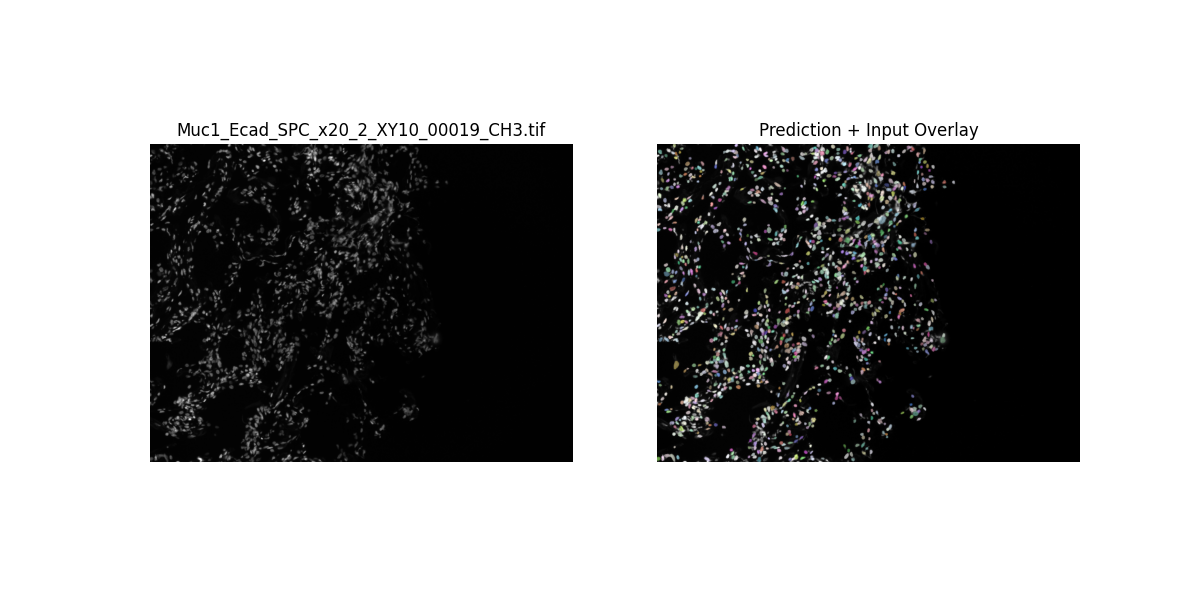 Muc1_Ecad_SPC_x20_2_XY10_00019_CH3.tif
Prediction + Input Overlay